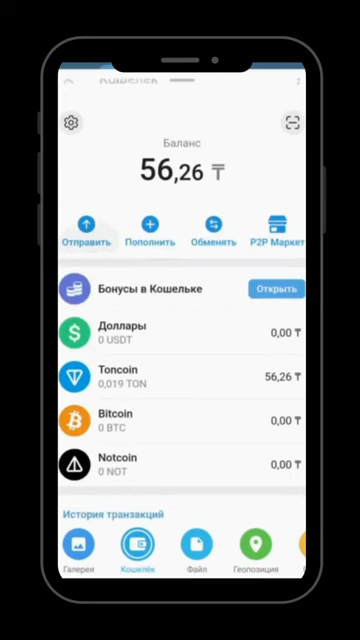 Кошелёк
Баланс
56,26 ₸
Отправить
Пополнить
Обменять
P2P Маркет
Бонусы в Кошельке
Открыть
Доллары
0,00 ₸
0 USDT
Toncoin
56,26 ₸
0,019 TON
Bitcoin
0,00 ₸
0 BTC
Notcoin
0,00 ₸
0 NOT
История транзакций
Галерея
Кошелёк
Файл
Геопозиция